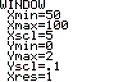 WINDOW
Xmin=50
Xmax=100
Xscl=5
Ymin=0
Ymax=2
Yscl=.1
Xres=1